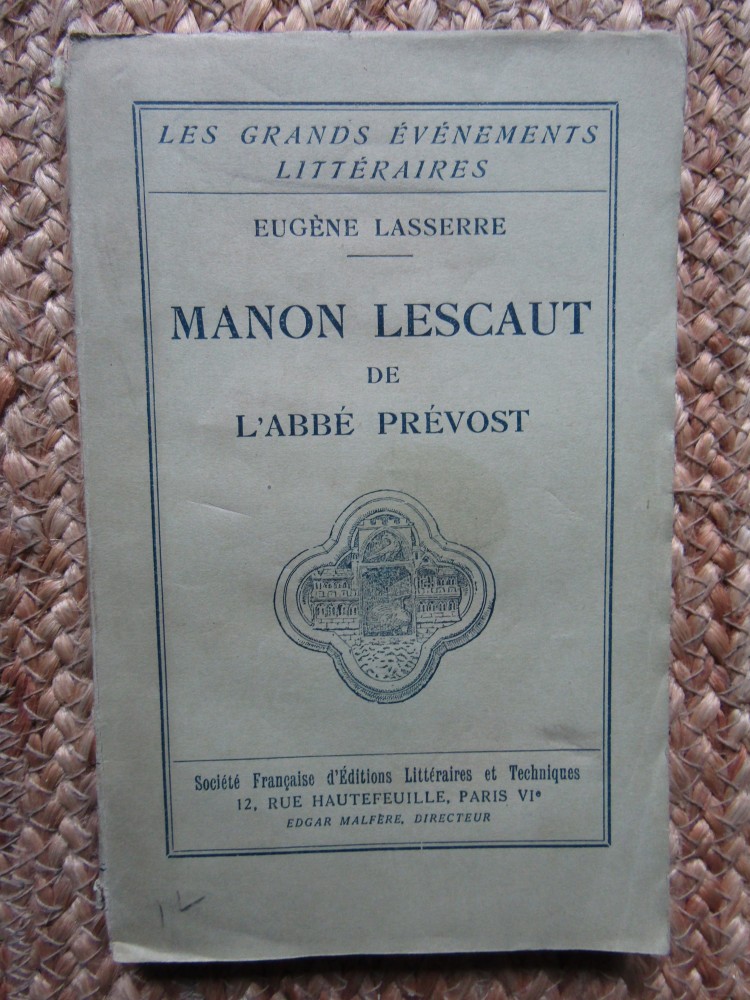 LES GRANDS ÉVÉNEMENTS
LITTÉRAIRES
EUGÈNE LASSERRE
MANON LESCAUT
DE
L'ABBÉ PRÉVOST
Société Française d'Éditions Littéraires et Techniques
12, RUE HAUTEFEUILLE, PARIS VIe
EDGAR MALFÈRE, DIRECTEUR